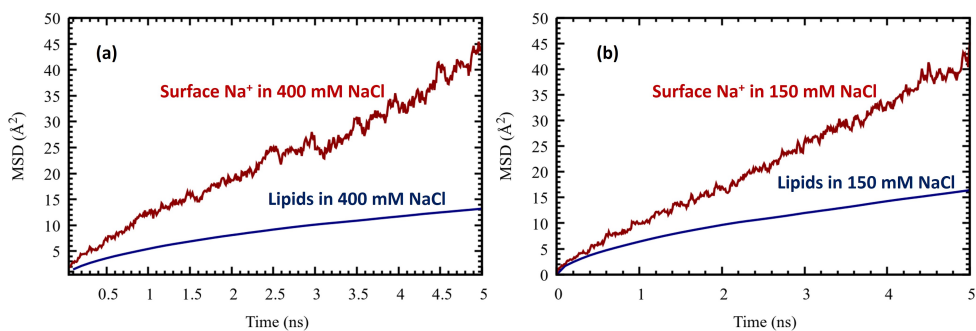 (a)
MSD (Å²)
50
45
40
35
30
25
20
15
10
5
Surface Na⁺ in 400 mM NaCl
Lipids in 400 mM NaCl
0.5 1 1.5 2 2.5 3 3.5 4 4.5 5
Time (ns)
(b)
MSD (Å²)
50
45
40
35
30
25
20
15
10
5
0
Surface Na⁺ in 150 mM NaCl
Lipids in 150 mM NaCl
0 1 2 3 4 5
Time (ns)